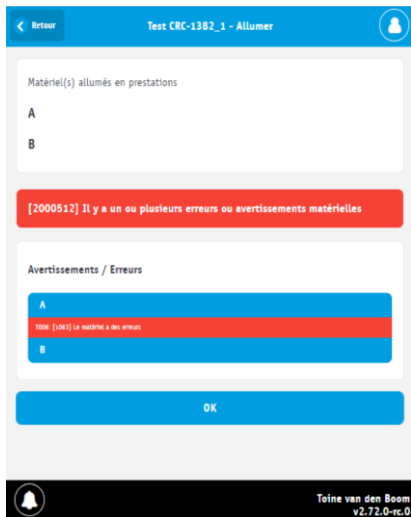 Retour
Test CRC-1382_1 - Allumer
Matériel(s) allumés en prestations
A
B
[2000512] Il y a un ou plusieurs erreurs ou avertissements matérielles
Avertissements / Erreurs
A
T006: [1063] Le matériel a des erreurs
B
OK
Toine van den Boom
v2.72.0-rc.0